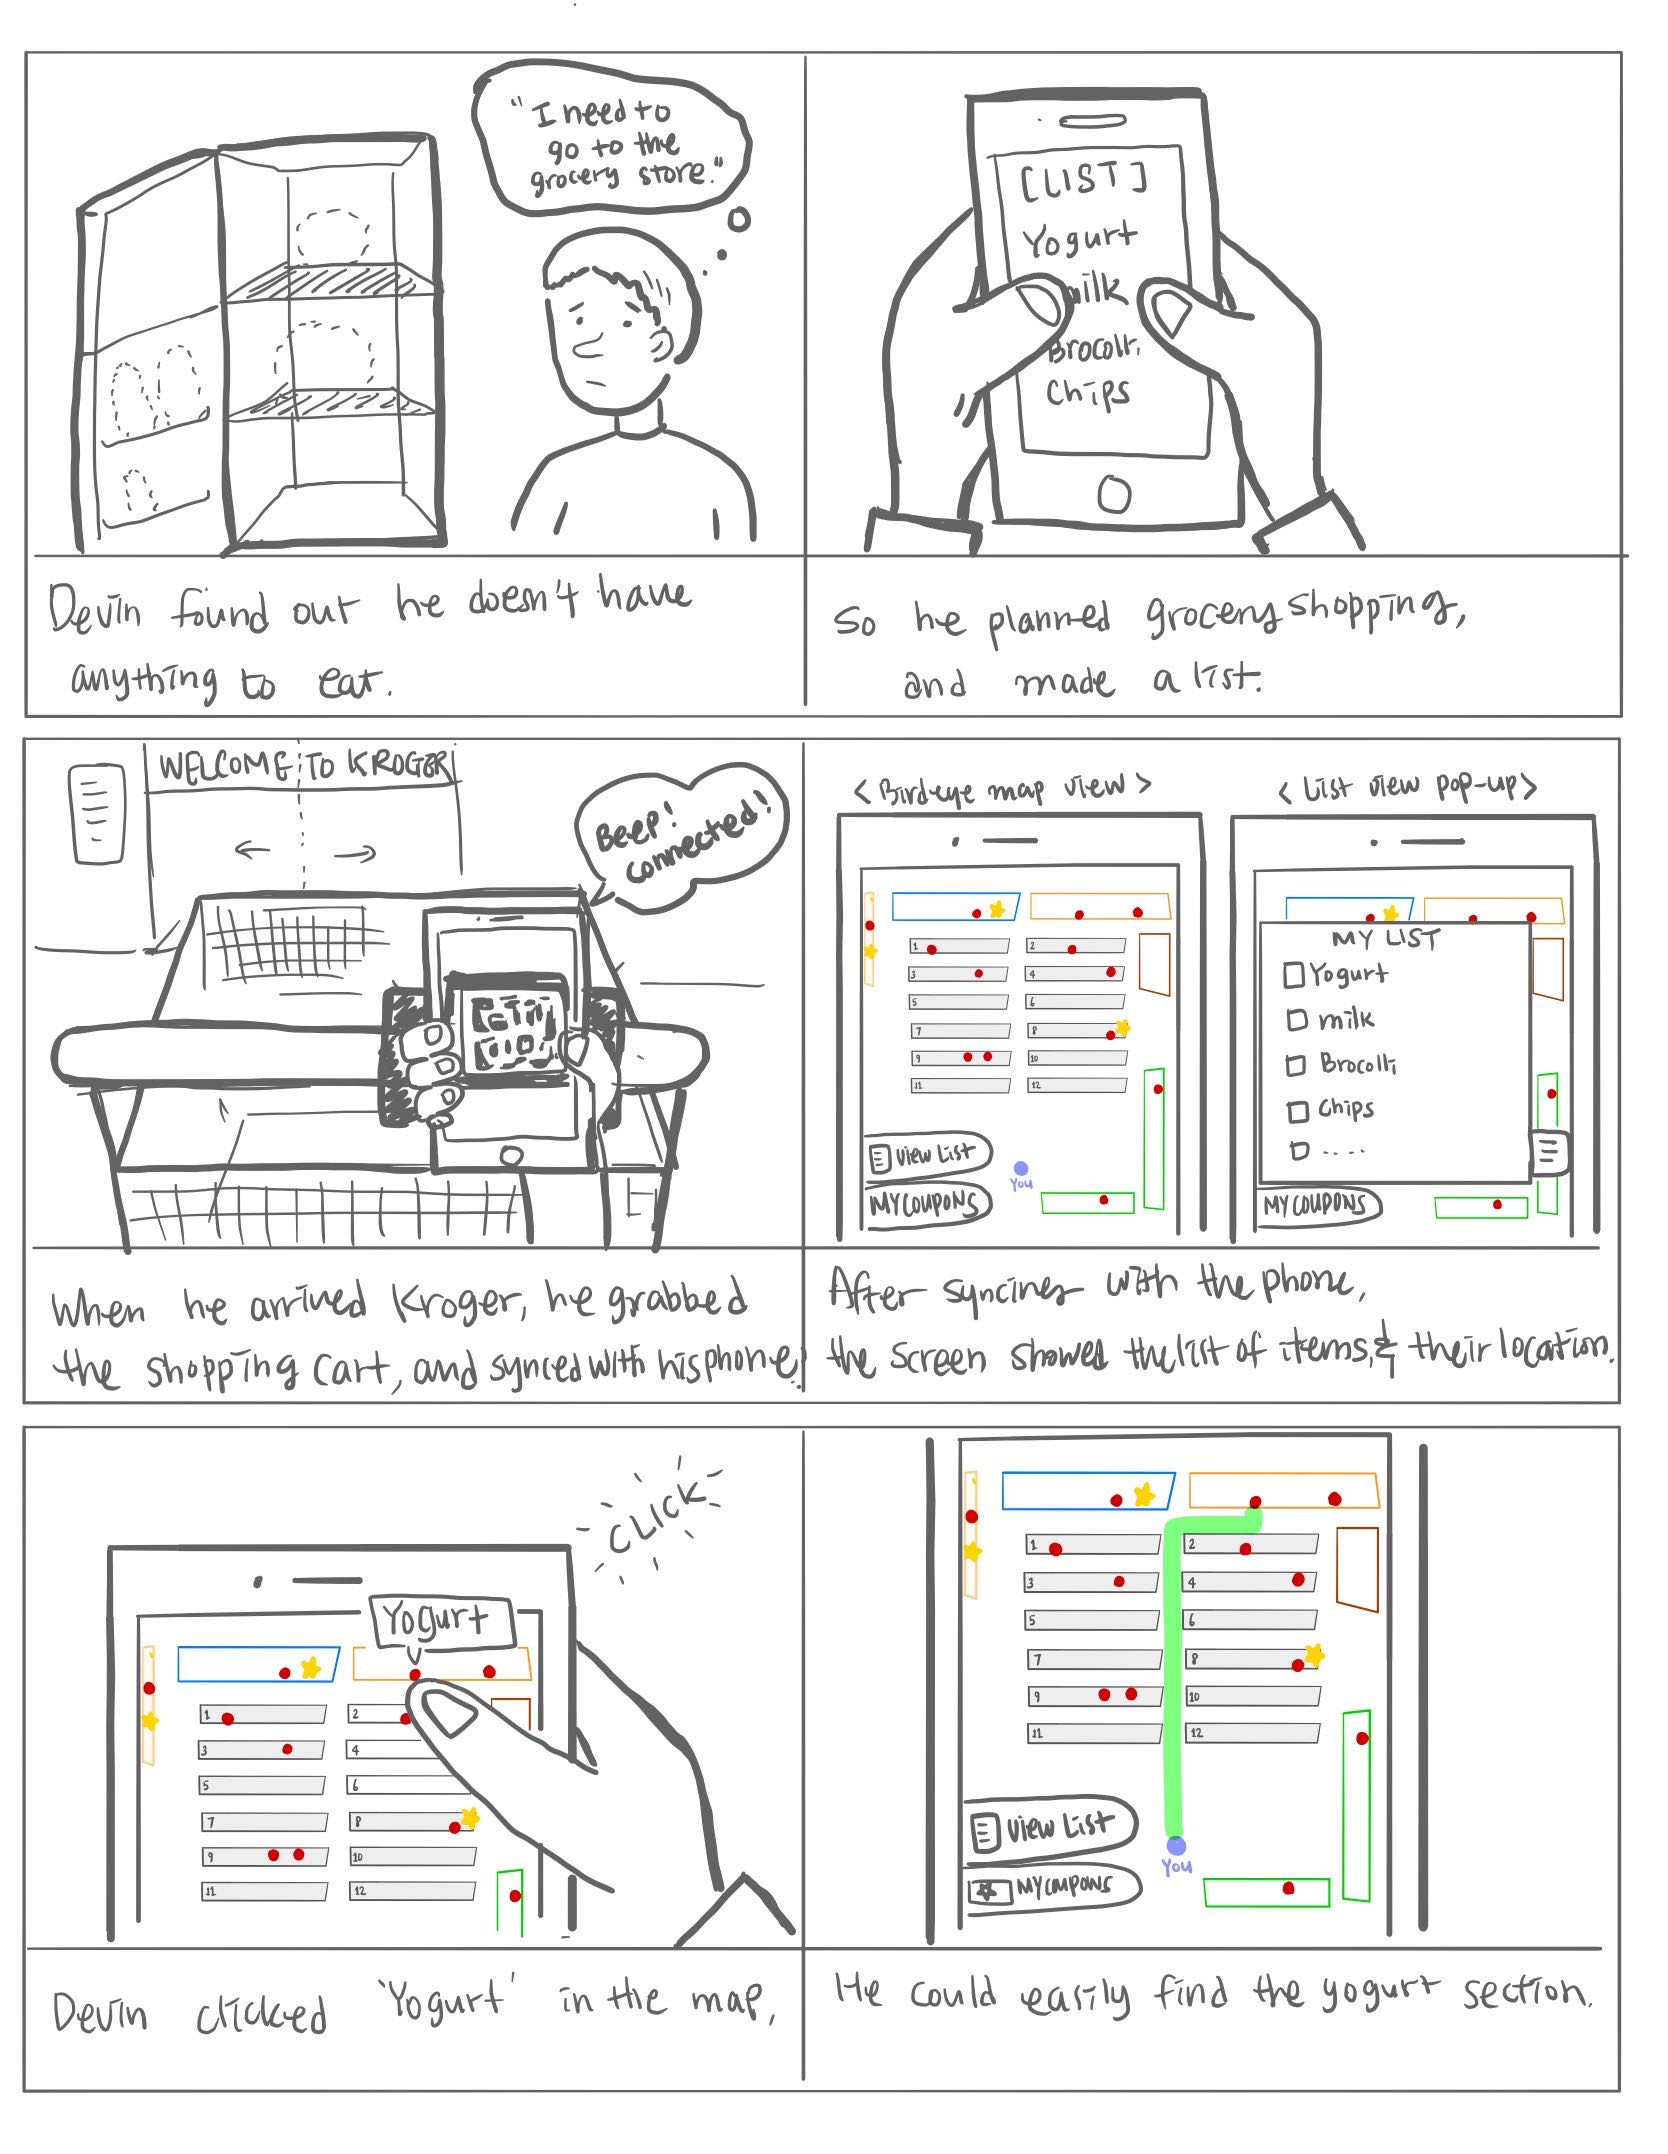 "I need to
go to the
grocery store."
Devin found out he doesn't have
anything to eat.
[LIST]
Yogurt
milk
Brocolli
Chips
So he planned grocery shopping,
and made a list.
WELCOME TO KROGER
Beep!
connected!
When he arrived Kroger, he grabbed
the shopping cart, and synced with his phone.
< Birdeye map view >
1
2
3
4
5
6
7
8
9
10
11
12
View List
MY COUPONS
You
< List view pop-up >
MY LIST
Yogurt
milk
Brocolli
Chips
.....
MY COUPONS
After syncing with the phone,
the screen showed the list of items, & their location.
CLICK
Yogurt
1
2
3
4
5
6
7
8
9
10
11
12
Devin clicked 'Yogurt' in the map.
1
2
3
4
5
6
7
8
9
10
11
12
View List
MY COUPONS
You
He could easily find the yogurt section.